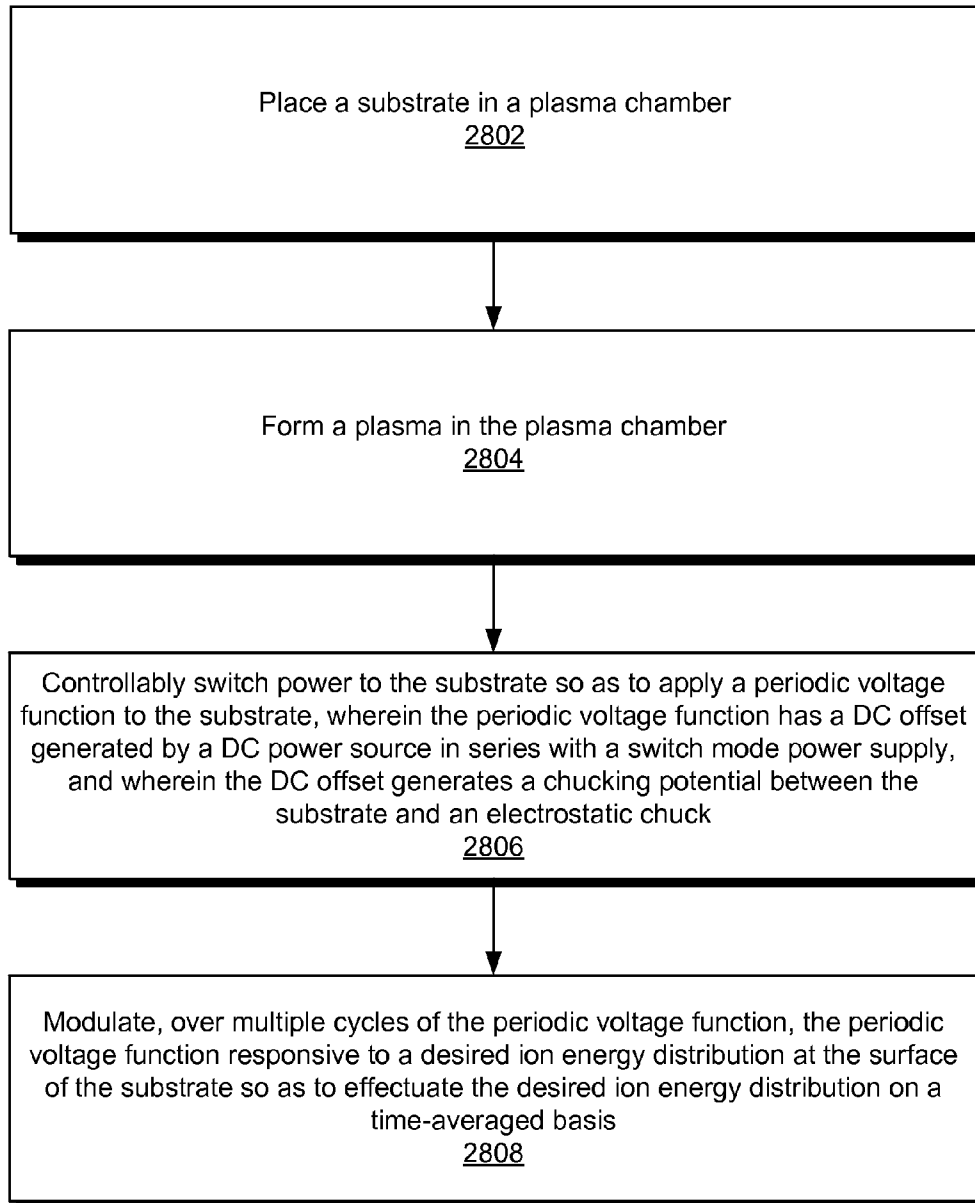 Place a substrate in a plasma chamber
2802
Form a plasma in the plasma chamber
2804
Controllably switch power to the substrate so as to apply a periodic voltage
function to the substrate, wherein the periodic voltage function has a DC offset
generated by a DC power source in series with a switch mode power supply,
and wherein the DC offset generates a chucking potential between the
substrate and an electrostatic chuck
2806
Modulate, over multiple cycles of the periodic voltage function, the periodic
voltage function responsive to a desired ion energy distribution at the surface
of the substrate so as to effectuate the desired ion energy distribution on a
time-averaged basis
2808